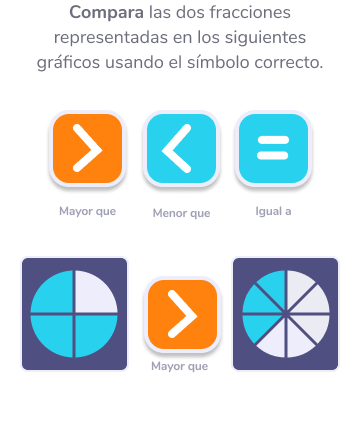 Compara las dos fracciones
representadas en los siguientes
gráficos usando el símbolo correcto.
> < =
Mayor que Menor que Igual a
>
Mayor que